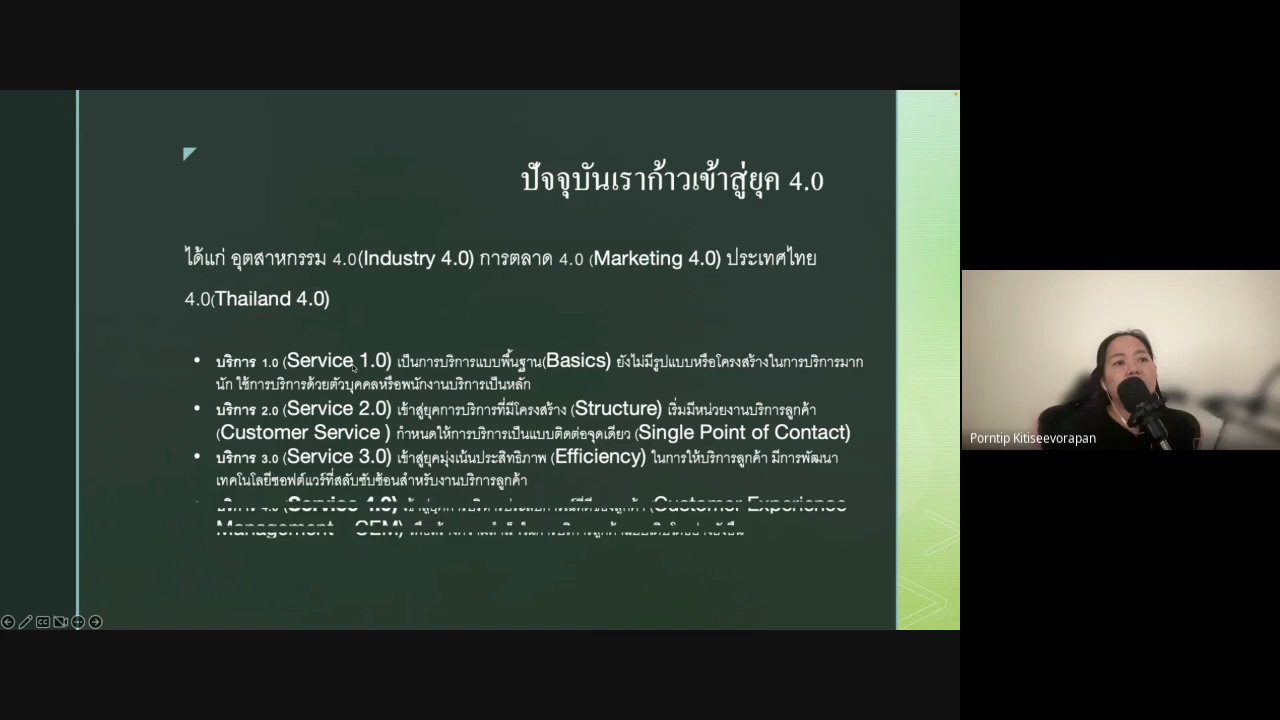 ปัจจุบันเราก้าวเข้าสู่ยุค 4.0
ได้แก่ อุตสาหกรรม 4.0(Industry 4.0) การตลาด 4.0 (Marketing 4.0) ประเทศไทย
4.0(Thailand 4.0)
• บริการ 1.0 (Service 1.0) เป็นการบริการแบบพื้นฐาน(Basics) ยังไม่มีรูปแบบหรือโครงสร้างในการบริการมาก
นัก ใช้การบริการด้วยตัวบุคคลหรือพนักงานบริการเป็นหลัก
• บริการ 2.0 (Service 2.0) เข้าสู่ยุคการบริการที่มีโครงสร้าง (Structure) เริ่มมีหน่วยงานบริการลูกค้า
(Customer Service ) กำหนดให้การบริการเป็นแบบติดต่อจุดเดียว (Single Point of Contact)
• บริการ 3.0 (Service 3.0) เข้าสู่ยุคมุ่งเน้นประสิทธิภาพ (Efficiency) ในการให้บริการลูกค้า มีการพัฒนา
เทคโนโลยีซอฟต์แวร์ที่สลับซับซ้อนสำหรับงานบริการลูกค้า
บริการ 4.0 (Service 4.0) (Customer Experience
Management CEM)
Porntip Kitiseevorapan